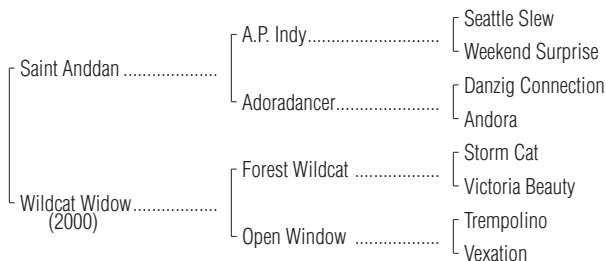 Seattle Slew
A.P. Indy
Weekend Surprise
Saint Anddan
Danzig Connection
Adoradancer
Andora
Storm Cat
Forest Wildcat
Victoria Beauty
Wildcat Widow
(2000)
Trempolino
Open Window
Vexation